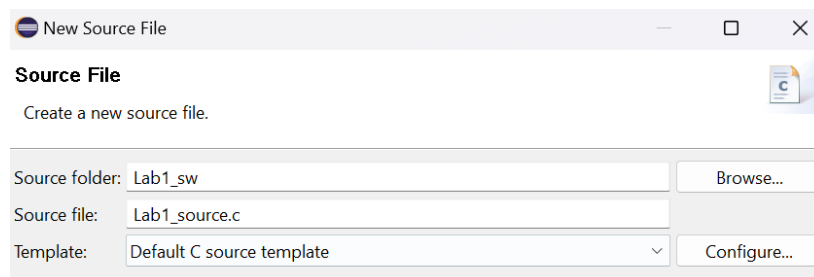 New Source File
Source File
Create a new source file.
C
Source folder: Lab1_sw Browse...
Source file: Lab1_source.c
Template: Default C source template Configure...